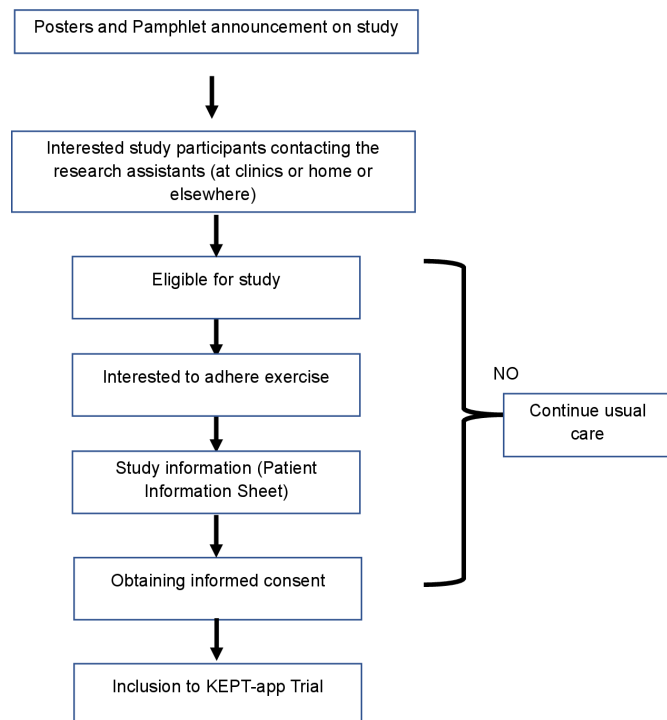 Posters and Pamphlet announcement on study
Interested study participants contacting the
research assistants (at clinics or home or
elsewhere)
Eligible for study
Interested to adhere exercise
NO
Continue usual
care
Study information (Patient
Information Sheet)
Obtaining informed consent
Inclusion to KEPT-app Trial